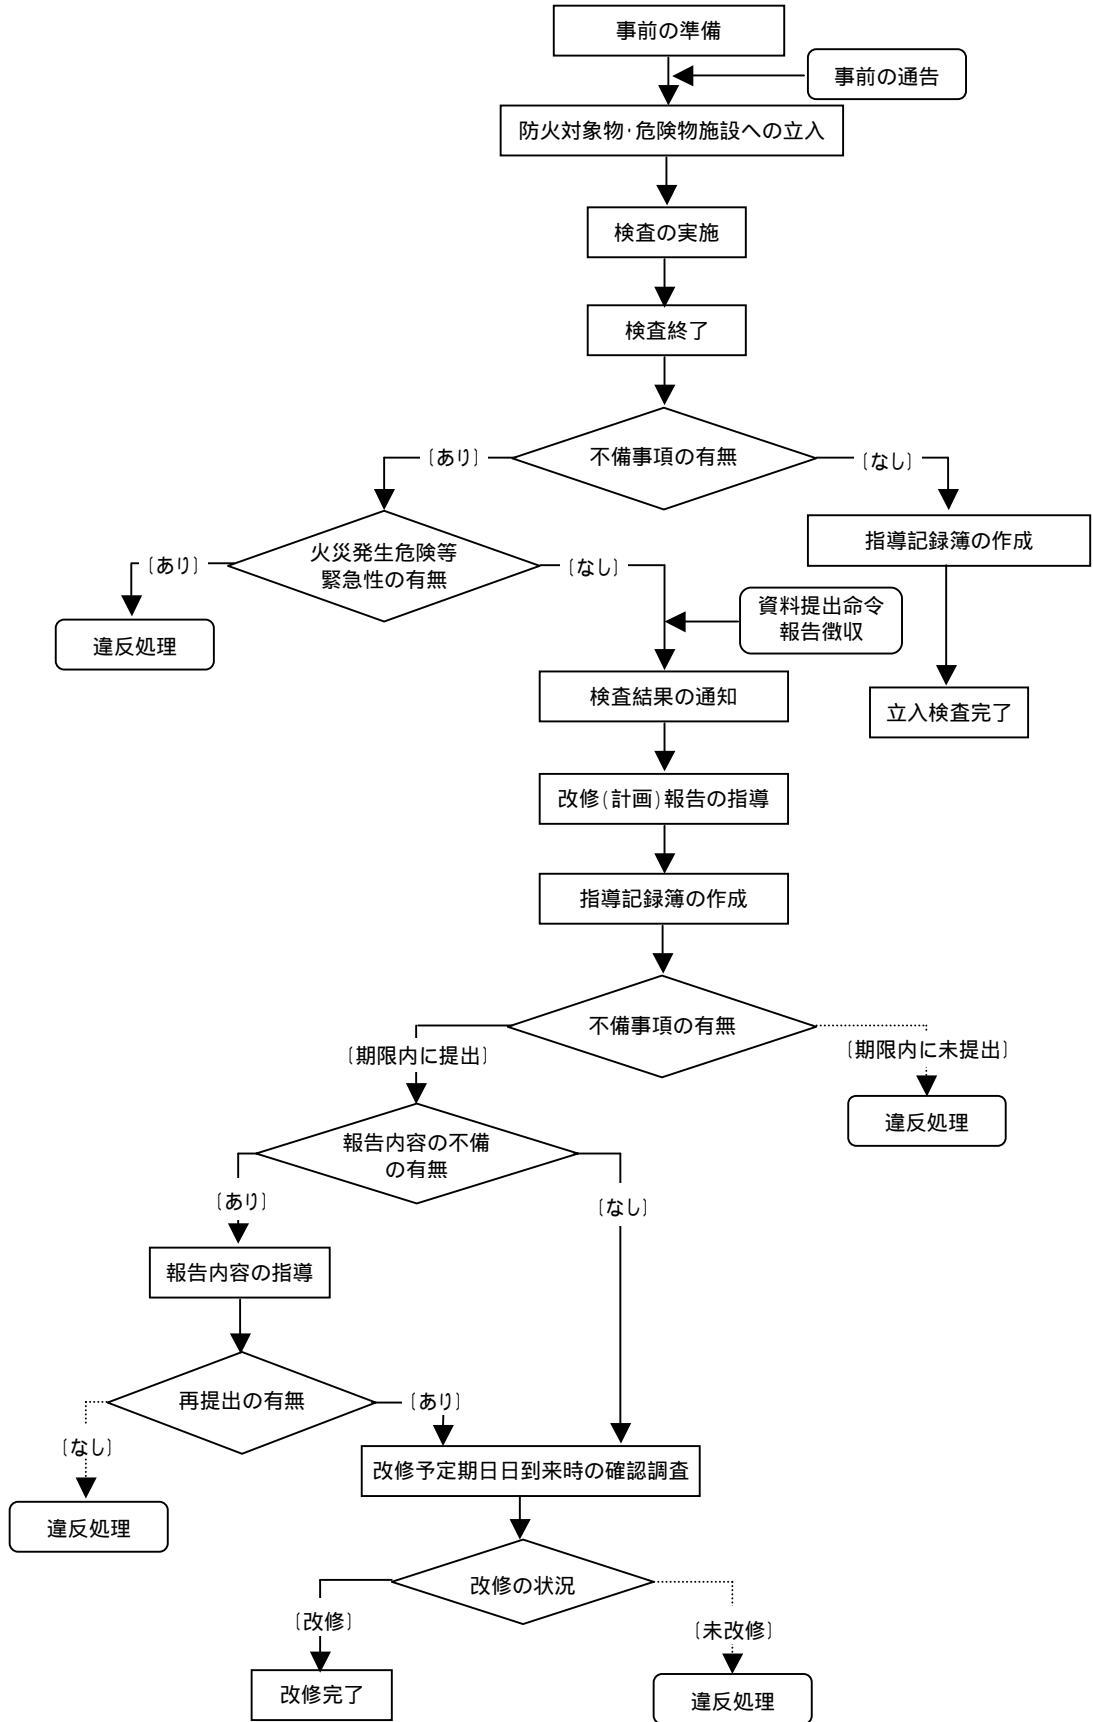 事前の準備
事前の通告
防火対象物・危険物施設への立入
検査の実施
検査終了
不備事項の有無
〔あり〕
〔なし〕
指導記録簿の作成
火災発生危険等
緊急性の有無
〔あり〕
〔なし〕
資料提出命令
報告徴収
違反処理
検査結果の通知
立入検査完了
改修(計画)報告の指導
指導記録簿の作成
不備事項の有無
〔期限内に提出〕
〔期限内に未提出〕
違反処理
報告内容の不備
の有無
〔あり〕
〔なし〕
報告内容の指導
再提出の有無
〔あり〕
〔なし〕
改修予定期日日到来時の確認調査
違反処理
改修の状況
〔改修〕
〔未改修〕
改修完了
違反処理